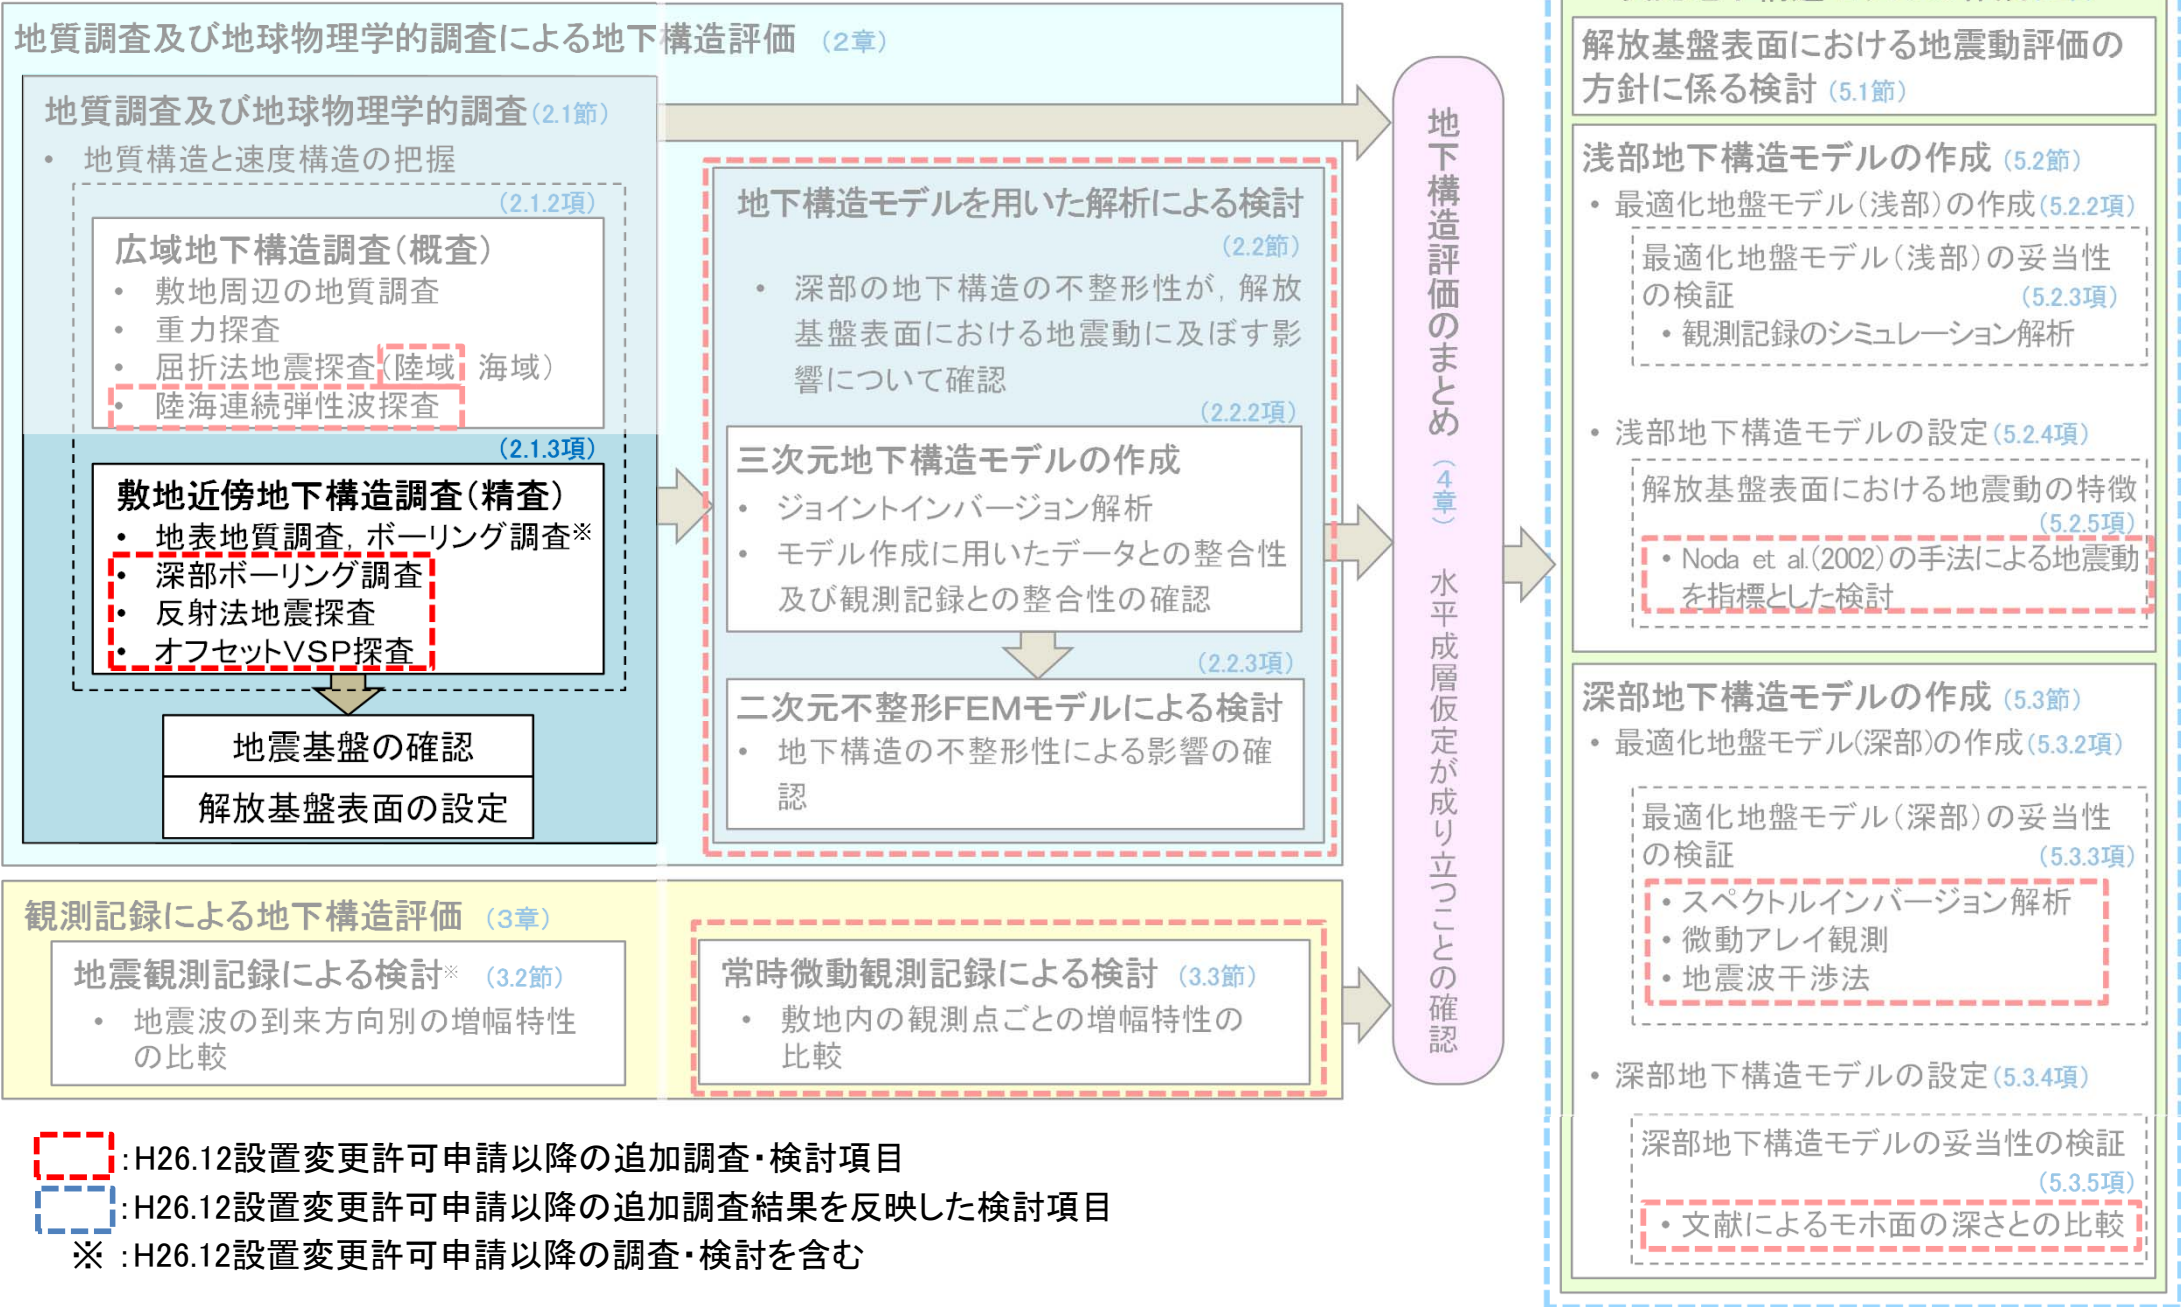 地質調査及び地球物理学的調査による地下構造評価 （2章）
地質調査及び地球物理学的調査(2.1節)
• 地質構造と速度構造の把握
(2.1.2項)
広域地下構造調査(概査)
• 敷地周辺の地質調査
• 重力探査
• 屈折法地震探査(陸域 海域)
• 陸海連続弾性波探査
(2.1.3項)
敷地近傍地下構造調査(精査)
• 地表地質調査, ボーリング調査※
• 深部ボーリング調査
• 反射法地震探査
• オフセットVSP探査
地震基盤の確認
解放基盤表面の設定
地下構造モデルを用いた解析による検討
(2.2節)
• 深部の地下構造の不整形性が, 解放
基盤表面における地震動に及ぼす影
響について確認
(2.2.2項)
三次元地下構造モデルの作成
• ジョイントインバージョン解析
• モデル作成に用いたデータとの整合性
及び観測記録との整合性の確認
(2.2.3項)
二次元不整形FEMモデルによる検討
• 地下構造の不整形性による影響の確
認
観測記録による地下構造評価 （3章）
地震観測記録による検討※ (3.2節)
• 地震波の到来方向別の増幅特性
の比較
常時微動観測記録による検討 (3.3節)
• 敷地内の観測点ごとの増幅特性の
比較
地下構造評価のまとめ（4章） 水平成層仮定が成り立つことの確認
解放基盤表面における地震動評価の
方針に係る検討 (5.1節)
浅部地下構造モデルの作成 (5.2節)
• 最適化地盤モデル(浅部)の作成(5.2.2項)
最適化地盤モデル(浅部)の妥当性
の検証 (5.2.3項)
• 観測記録のシミュレーション解析
• 浅部地下構造モデルの設定(5.2.4項)
解放基盤表面における地震動の特徴
(5.2.5項)
• Noda et al.(2002)の手法による地震動
を指標とした検討
深部地下構造モデルの作成 (5.3節)
• 最適化地盤モデル(深部)の作成(5.3.2項)
最適化地盤モデル(深部)の妥当性
の検証 (5.3.3項)
• スペクトルインバージョン解析
• 微動アレイ観測
• 地震波干渉法
• 深部地下構造モデルの設定(5.3.4項)
深部地下構造モデルの妥当性の検証
(5.3.5項)
• 文献によるモホ面の深さとの比較
:H26.12設置変更許可申請以降の追加調査・検討項目
:H26.12設置変更許可申請以降の追加調査結果を反映した検討項目
※ :H26.12設置変更許可申請以降の調査・検討を含む